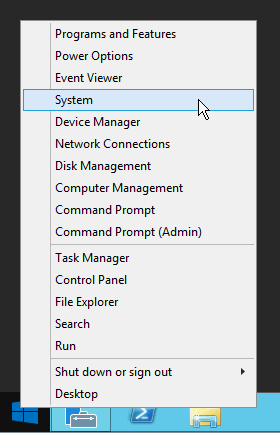 Programs and Features
Power Options
Event Viewer
System
Device Manager
Network Connections
Disk Management
Computer Management
Command Prompt
Command Prompt (Admin)
Task Manager
Control Panel
File Explorer
Search
Run
Shut down or sign out
Desktop